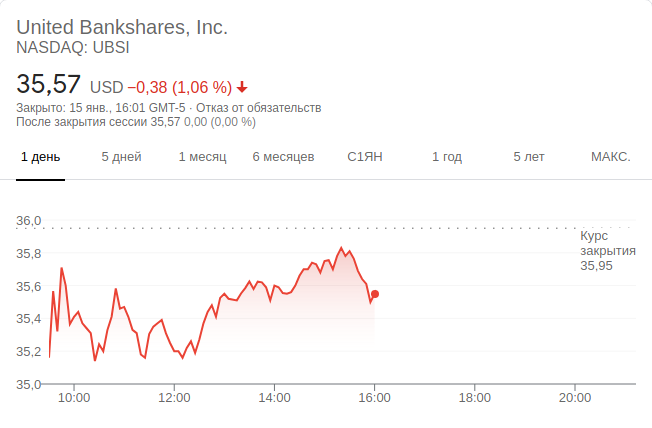 United Bankshares, Inc.
NASDAQ: UBSI
35,57 USD −0,38 (1,06 %)
Закрыто: 15 янв., 16:01 GMT-5 · Отказ от обязательств
После закрытия сессии 35,57 0,00 (0,00 %)
1 день 5 дней 1 месяц 6 месяцев С1ЯН 1 год 5 лет МАКС.
36,0
Курс
закрытия
35,95
35,8
35,6
35,4
35,2
35,0
10:00 12:00 14:00 16:00 18:00 20:00